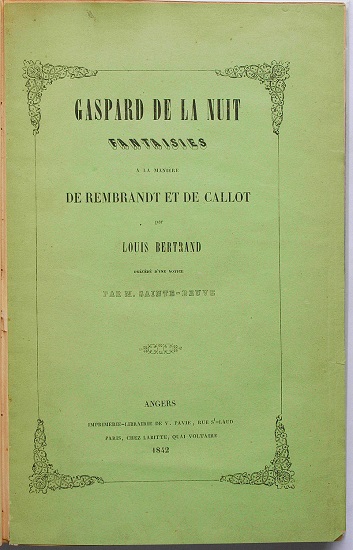 GASPARD DE LA NUIT
FANTAISIES
A LA MANIÈRE
DE REMBRANDT ET DE CALLOT
par
LOUIS BERTRAND
PRÉCÉDÉ D'UNE NOTICE
PAR M. SAINTE-BEUVE
ANGERS
IMPRIMERIE-LIBRAIRIE DE V. PAVIE, RUE St-LAUD
PARIS, CHEZ LABITTE, QUAI VOLTAIRE
1842